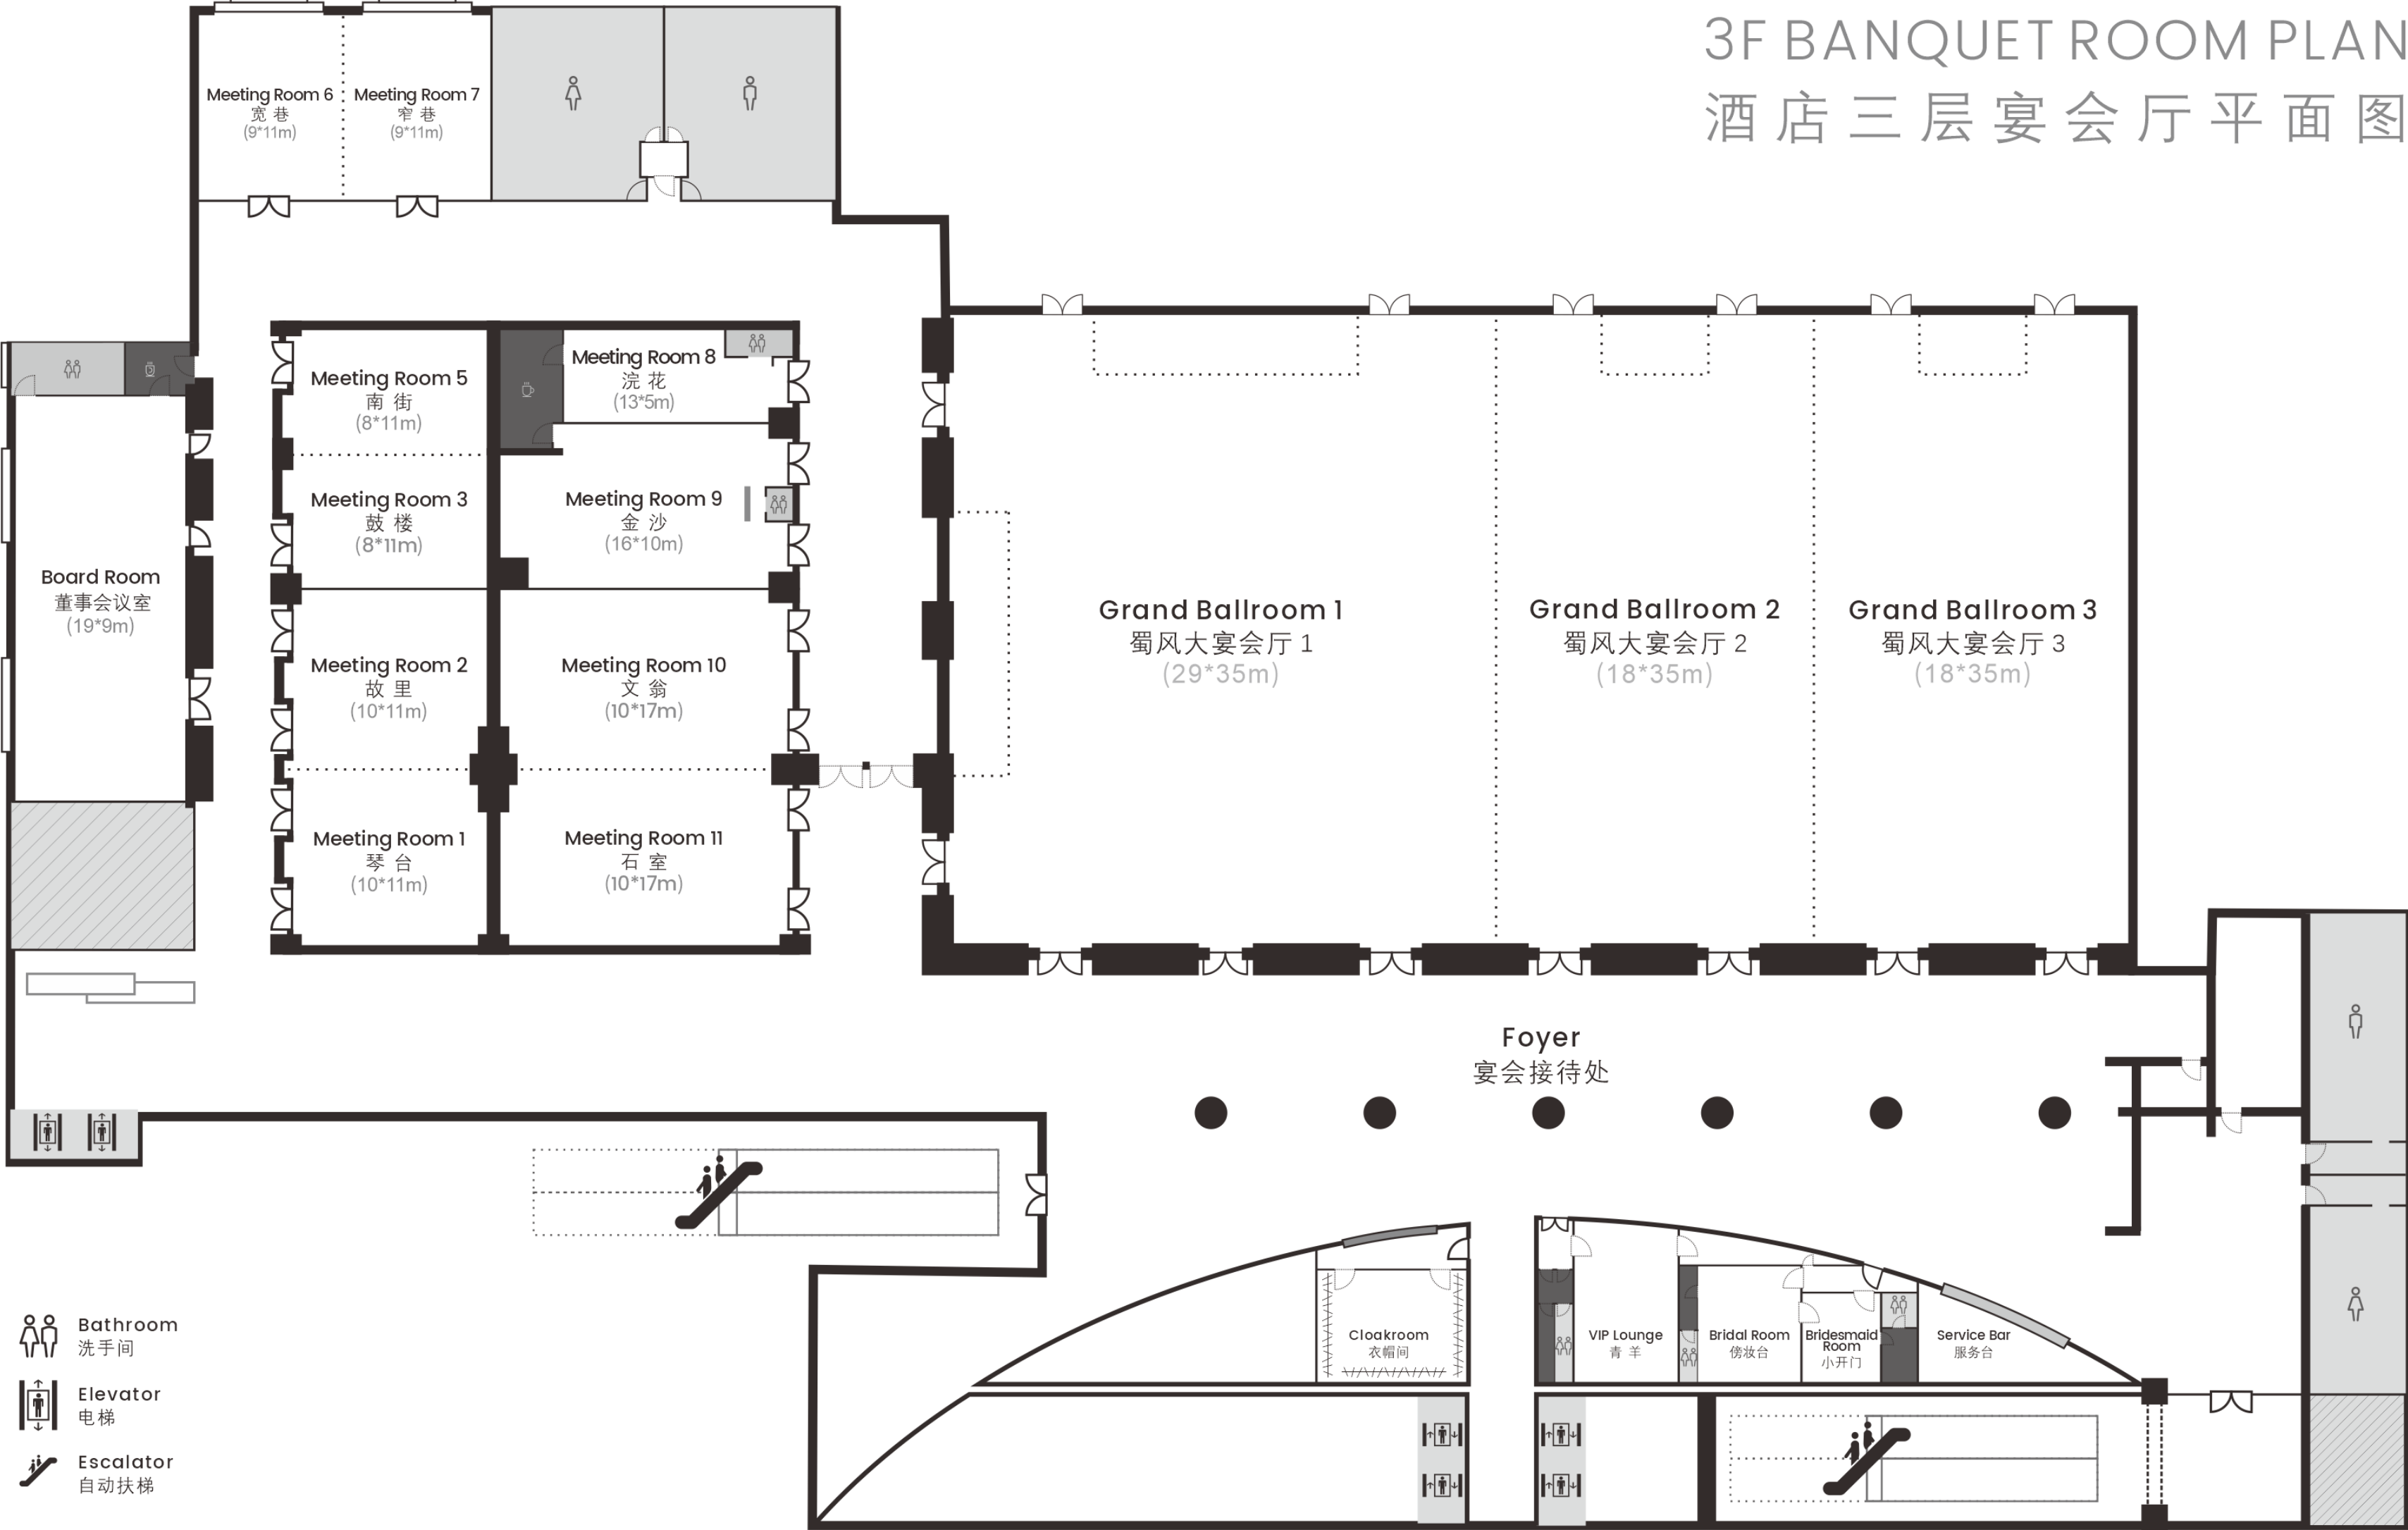 3F BANQUET ROOM PLAN
酒店三层宴会厅平面图
Meeting Room 6
宽 巷
(9*11m)
Meeting Room 7
窄 巷
(9*11m)
Meeting Room 5
南 街
(8*11m)
Meeting Room 8
浣 花
(13*5m)
Meeting Room 3
鼓 楼
(8*11m)
Meeting Room 9
金 沙
(16*10m)
Board Room
董事会议室
(19*9m)
Meeting Room 2
故 里
(10*11m)
Meeting Room 10
文 翁
(10*17m)
Meeting Room 1
琴 台
(10*11m)
Meeting Room 11
石 室
(10*17m)
Grand Ballroom 1
蜀风大宴会厅 1
(29*35m)
Grand Ballroom 2
蜀风大宴会厅 2
(18*35m)
Grand Ballroom 3
蜀风大宴会厅 3
(18*35m)
Foyer
宴会接待处
Cloakroom
衣帽间
VIP Lounge
青 羊
Bridal Room
傍妆台
Bridesmaid
Room
小开门
Service Bar
服务台
Bathroom
洗手间
Elevator
电梯
Escalator
自动扶梯